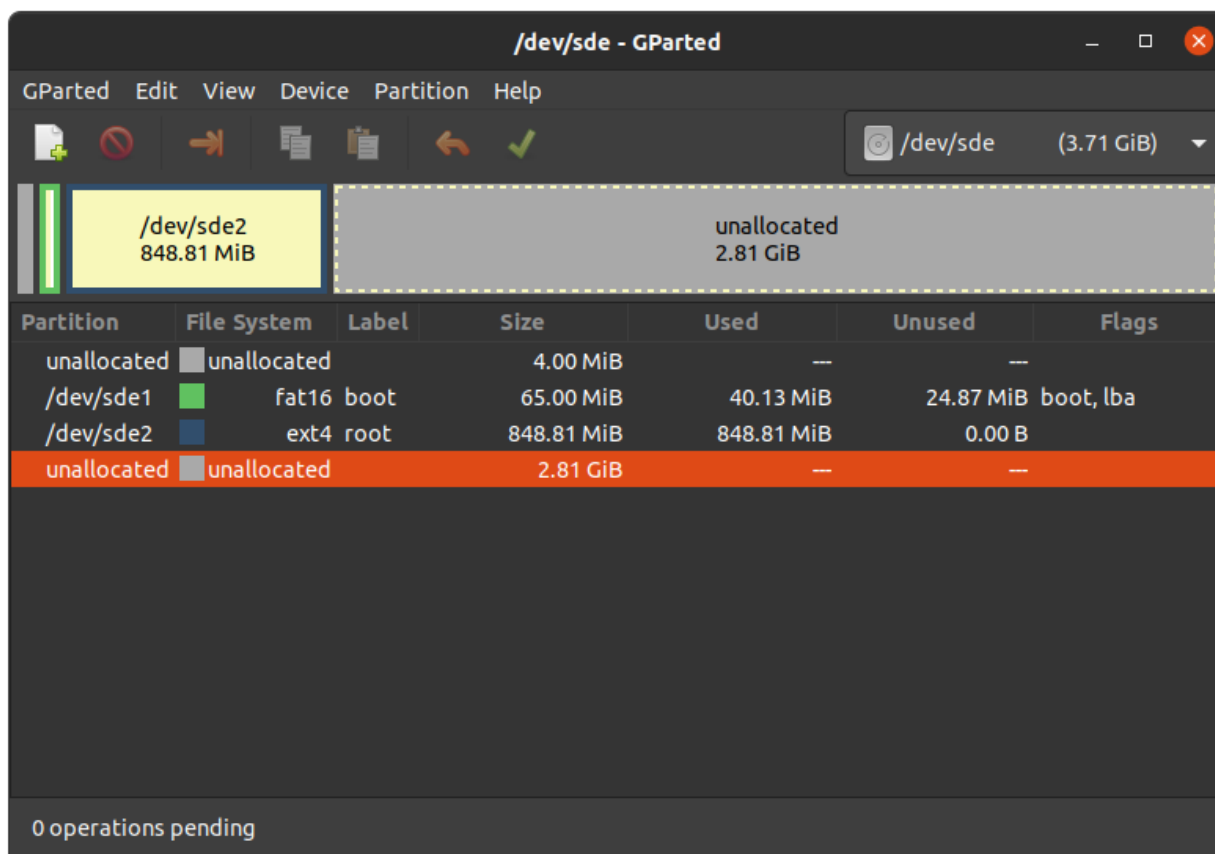 /dev/sde - GParted
GParted Edit View Device Partition Help
/dev/sde (3.71 GiB)
/dev/sde2
848.81 MiB
unallocated
2.81 GiB
Partition File System Label Size Used Unused Flags
unallocated unallocated 4.00 MiB --- ---
/dev/sde1 fat16 boot 65.00 MiB 40.13 MiB 24.87 MiB boot, lba
/dev/sde2 ext4 root 848.81 MiB 848.81 MiB 0.00 B
unallocated unallocated 2.81 GiB --- ---
0 operations pending